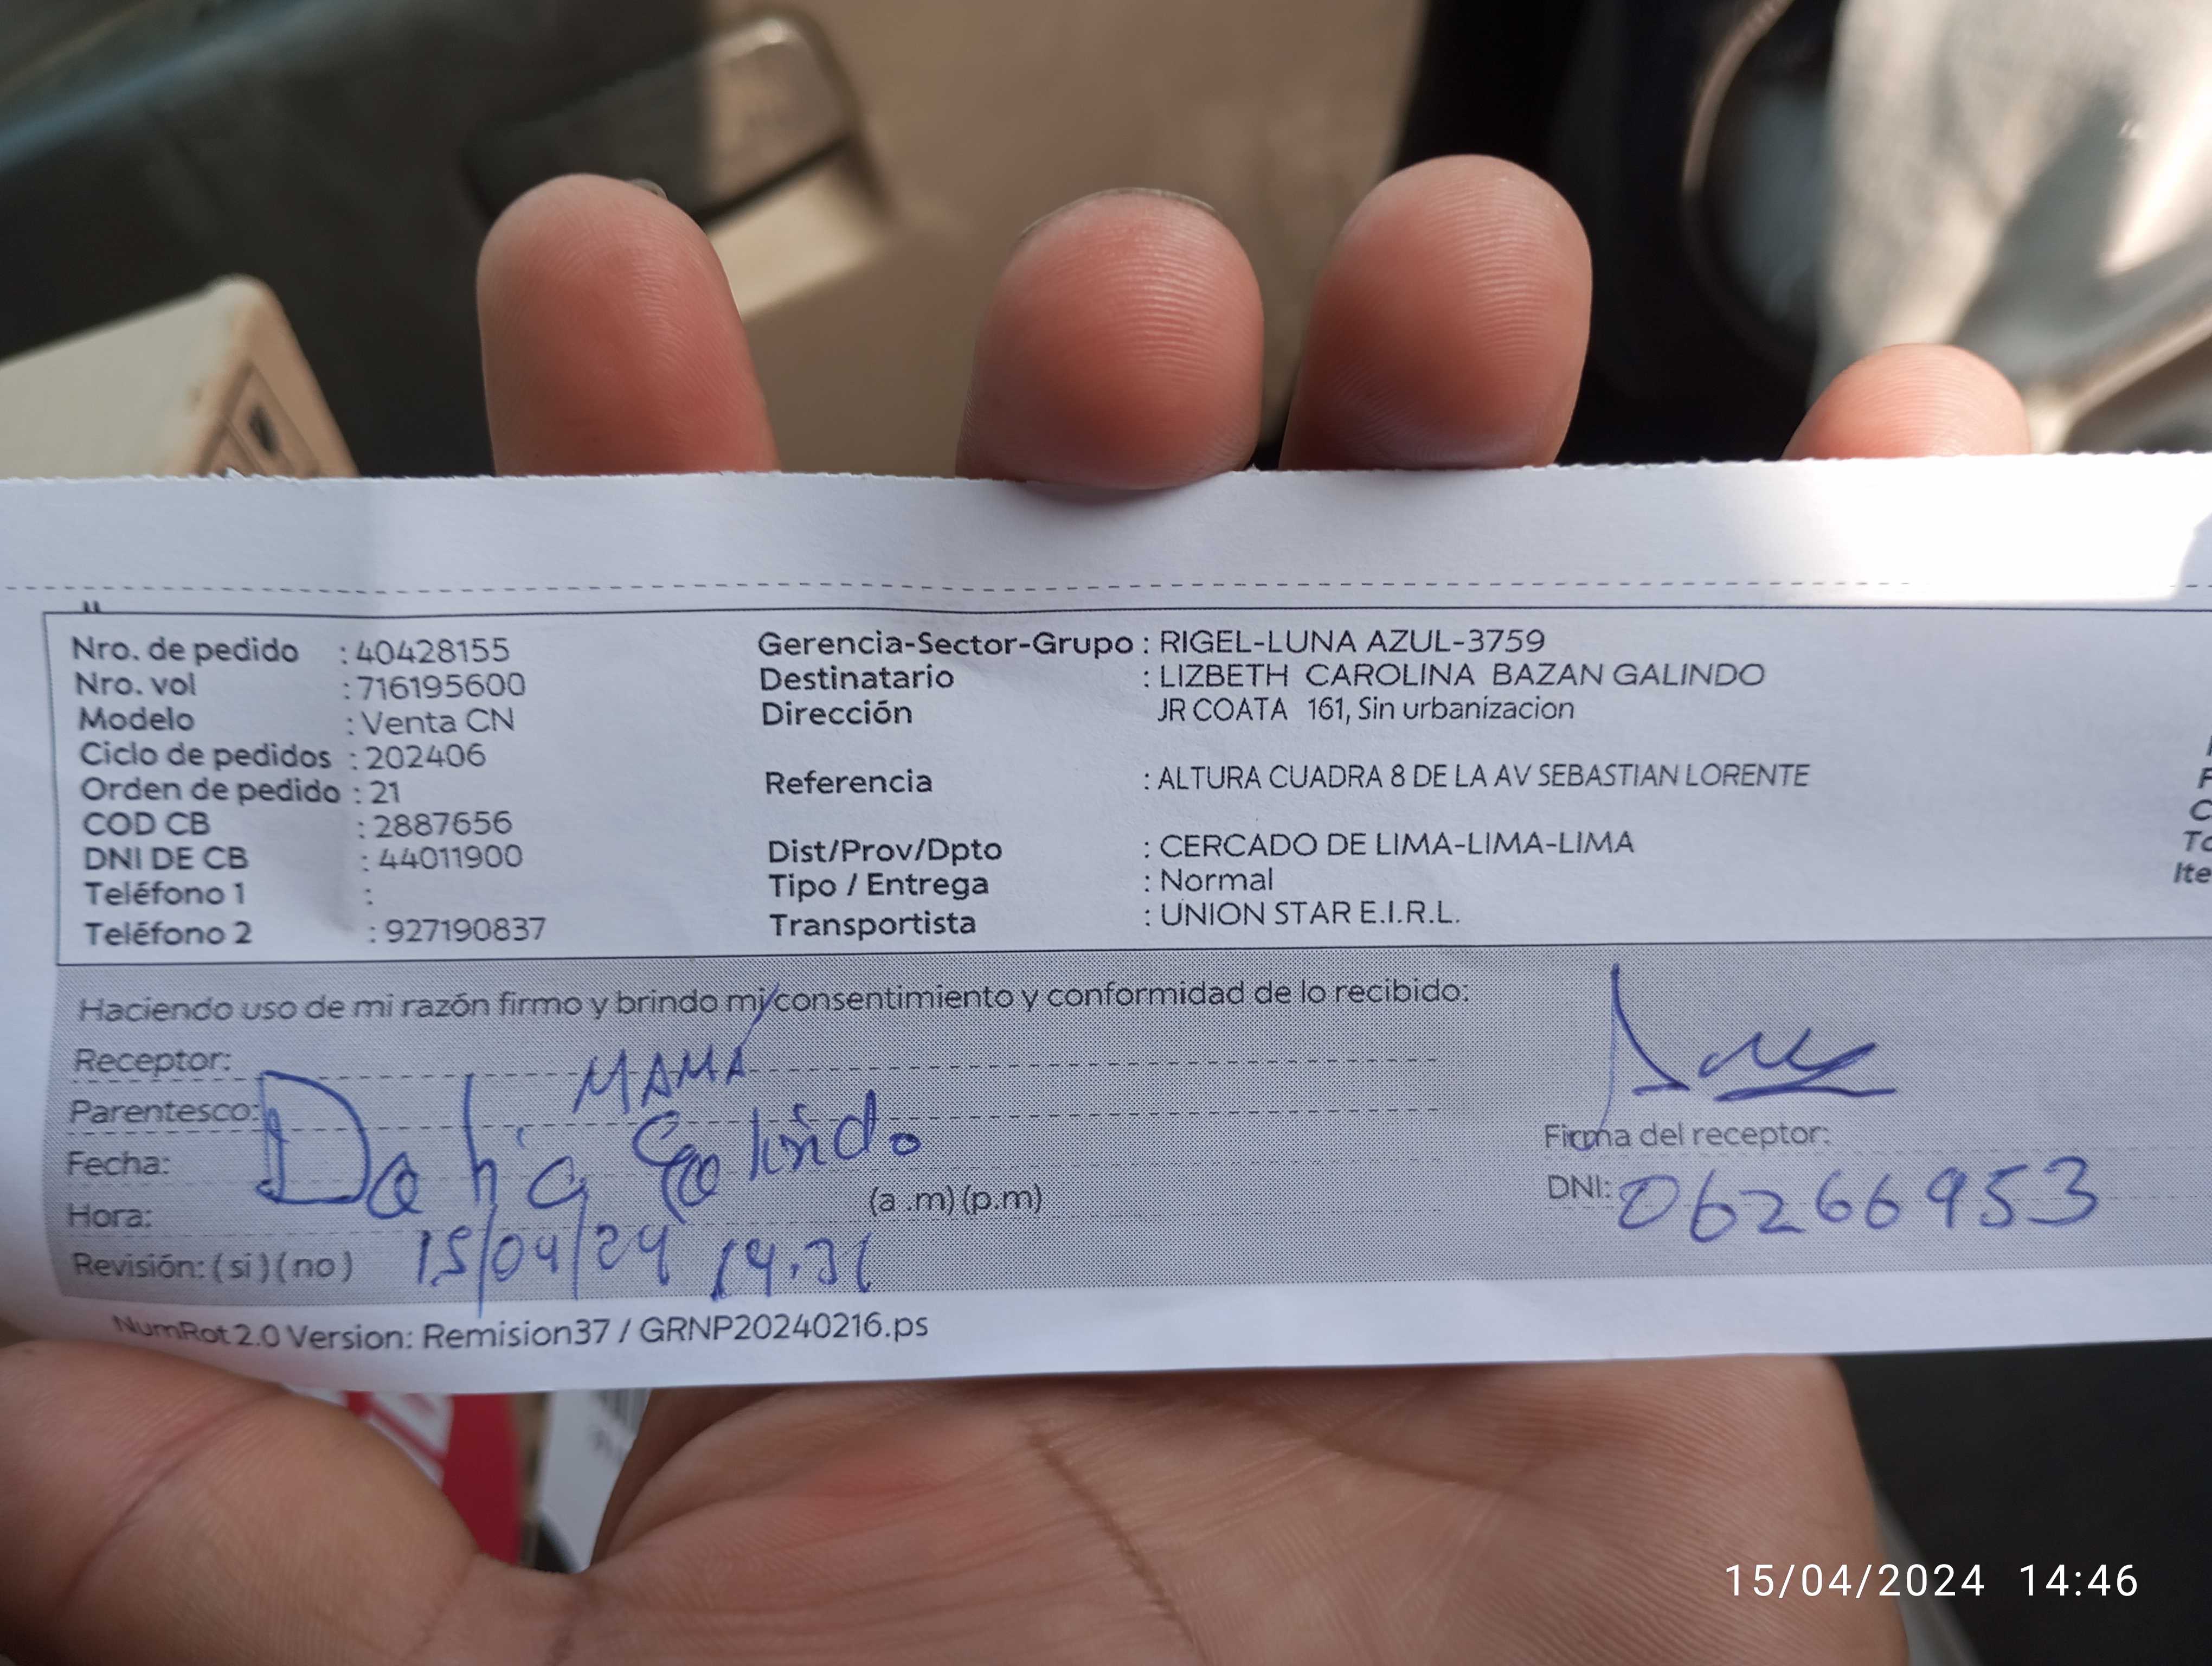 Nro. de pedido : 40428155
Nro. vol : 716195600
Modelo : Venta CN
Ciclo de pedidos : 202406
Orden de pedido : 21
COD CB : 2887656
DNI DE CB : 44011900
Teléfono 1 :
Teléfono 2 : 927190837
Gerencia-Sector-Grupo : RIGEL-LUNA AZUL-3759
Destinatario : LIZBETH CAROLINA BAZAN GALINDO
Dirección JR COATA 161, Sin urbanizacion
Referencia : ALTURA CUADRA 8 DE LA AV SEBASTIAN LORENTE
Dist/Prov/Dpto : CERCADO DE LIMA-LIMA-LIMA
Tipo / Entrega : Normal
Transportista : UNION STAR E.I.R.L.
Haciendo uso de mi razón firmo y brindo mi consentimiento y conformidad de lo recibido:
Receptor:
MAMA
Parentesco:
Galindo
Fecha:
Hora: (a .m) (p.m)
Revisión: ( si ) ( no ) 15/04/24 14.31
Firma del receptor:
DNI: 06266953
NumRot 2.0 Version: Remision37 / GRNP20240216.ps
15/04/2024 14:46